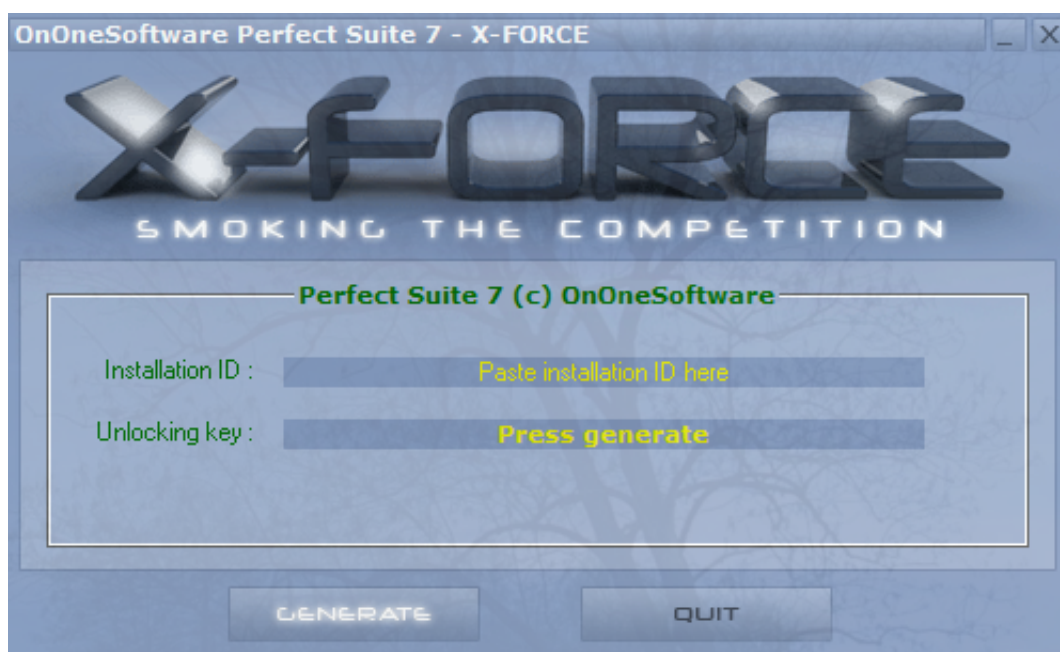 OnOneSoftware Perfect Suite 7 - X-FORCE
X-FORCE
SMOKING THE COMPETITION
Perfect Suite 7 (c) OnOneSoftware
Installation ID : Paste installation ID here
Unlocking key : Press generate
GENERATE QUIT